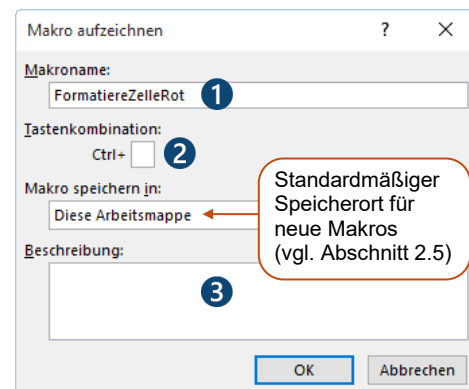 Makro aufzeichnen ? ×
Makroname:
FormatiereZelleRot 1
Tastenkombination:
Ctrl+ 2
Makro speichern in:
Diese Arbeitsmappe
Standardmäßiger
Speicherort für
neue Makros
(vgl. Abschnitt 2.5)
Beschreibung:
3
OK Abbrechen